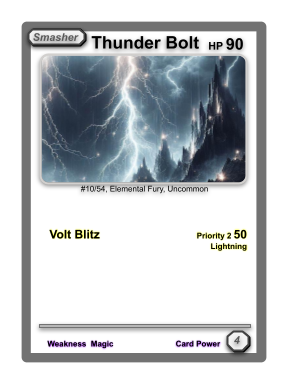 Smasher Thunder Bolt HP 90
#10/54, Elemental Fury, Uncommon
Volt Blitz Priority 2 50
Lightning
Weakness Magic Card Power 4